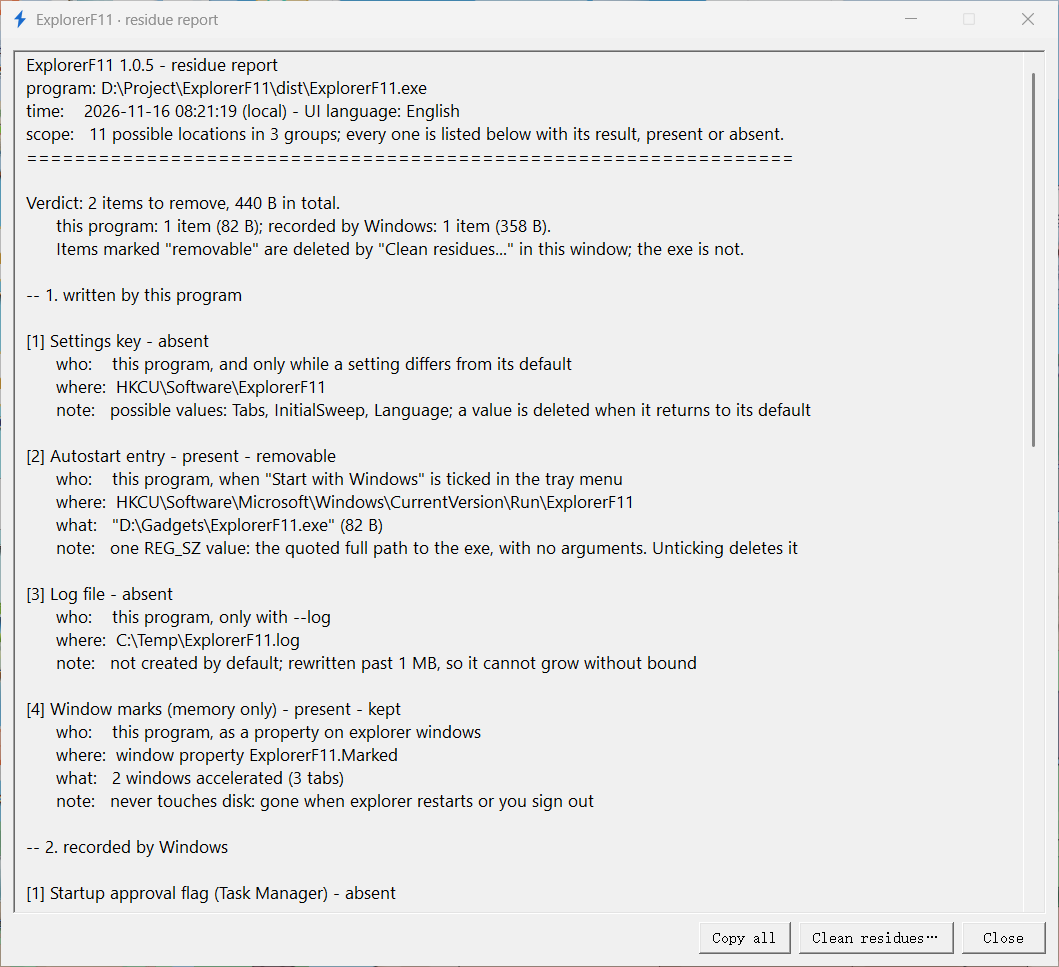 ExplorerF11 · residue report
ExplorerF11 1.0.5 - residue report
program: D:\Project\ExplorerF11\dist\ExplorerF11.exe
time: 2026-11-16 08:21:19 (local) - UI language: English
scope: 11 possible locations in 3 groups; every one is listed below with its result, present or absent.
================================================================
Verdict: 2 items to remove, 440 B in total.
this program: 1 item (82 B); recorded by Windows: 1 item (358 B).
Items marked "removable" are deleted by "Clean residues..." in this window; the exe is not.
-- 1. written by this program
[1] Settings key - absent
who: this program, and only while a setting differs from its default
where: HKCU\Software\ExplorerF11
note: possible values: Tabs, InitialSweep, Language; a value is deleted when it returns to its default
[2] Autostart entry - present - removable
who: this program, when "Start with Windows" is ticked in the tray menu
where: HKCU\Software\Microsoft\Windows\CurrentVersion\Run\ExplorerF11
what: "D:\Gadgets\ExplorerF11.exe" (82 B)
note: one REG_SZ value: the quoted full path to the exe, with no arguments. Unticking deletes it
[3] Log file - absent
who: this program, only with --log
where: C:\Temp\ExplorerF11.log
note: not created by default; rewritten past 1 MB, so it cannot grow without bound
[4] Window marks (memory only) - present - kept
who: this program, as a property on explorer windows
where: window property ExplorerF11.Marked
what: 2 windows accelerated (3 tabs)
note: never touches disk: gone when explorer restarts or you sign out
-- 2. recorded by Windows
[1] Startup approval flag (Task Manager) - absent
Copy all
Clean residues…
Close